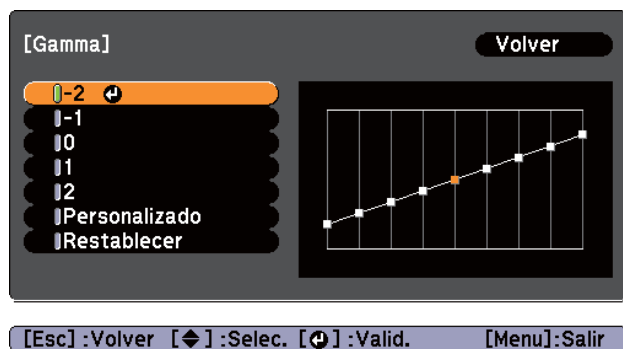 [Gamma] Volver
-2
-1
0
1
2
Personalizado
Restablecer
[Esc] :Volver [◆] :Selec. [↵] :Valid. [Menu]:Salir